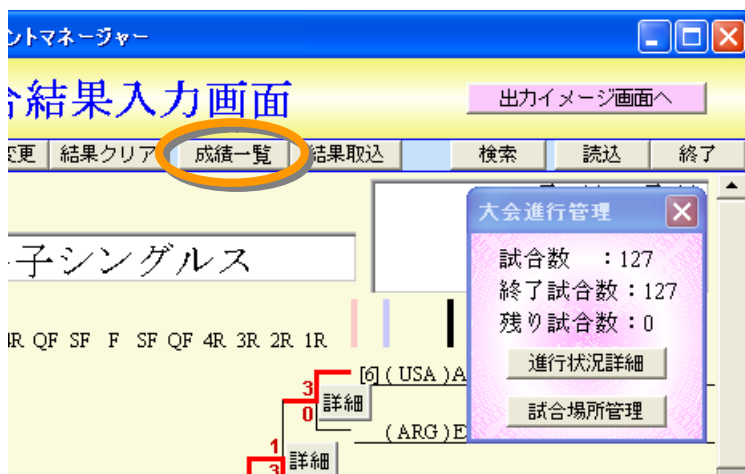 ントマネージャー
合結果入力画面
出力イメージ画面へ
変更 結果クリア 成績一覧 結果取込 検索 読込 終了
大会進行管理
子シングルス
試合数 :127
終了試合数:127
残り試合数:0
4R QF SF F SF QF 4R 3R 2R 1R
進行状況詳細
[6] ( USA )A
3
詳細
0
試合場所管理
( ARG )E
1
詳細
3